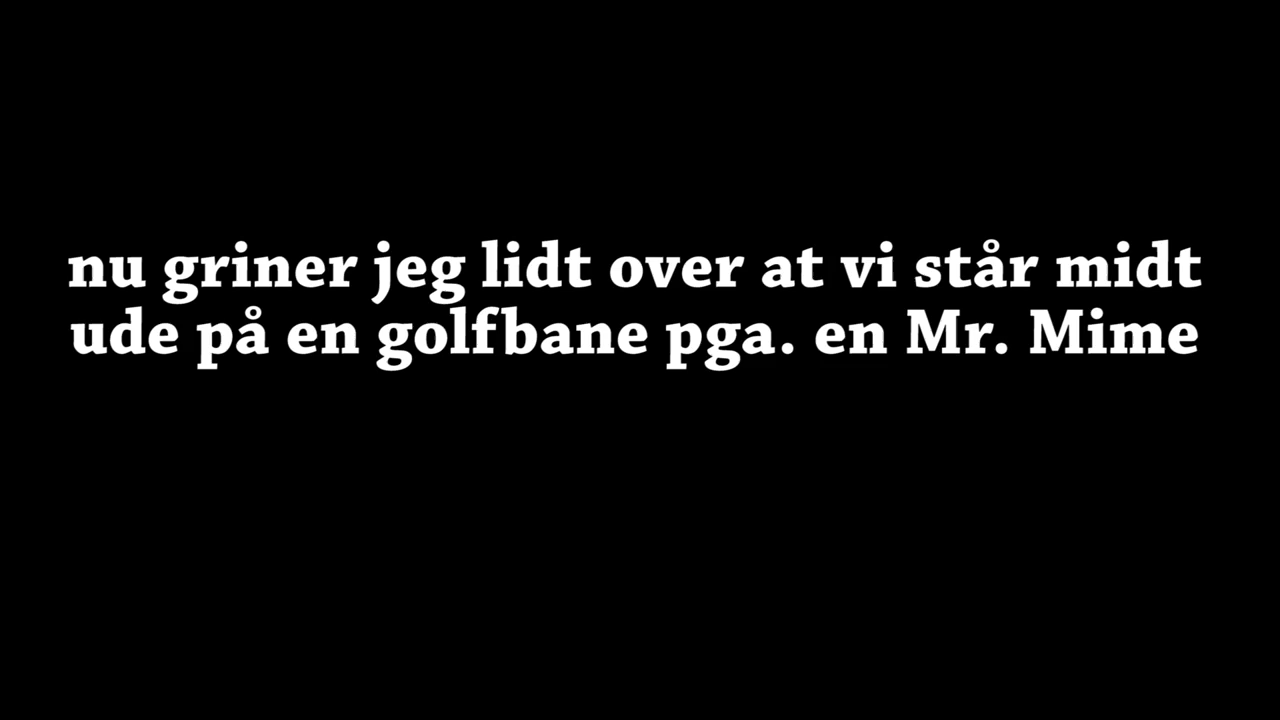 nu griner jeg lidt over at vi står midt
ude på en golfbane pga. en Mr. Mime